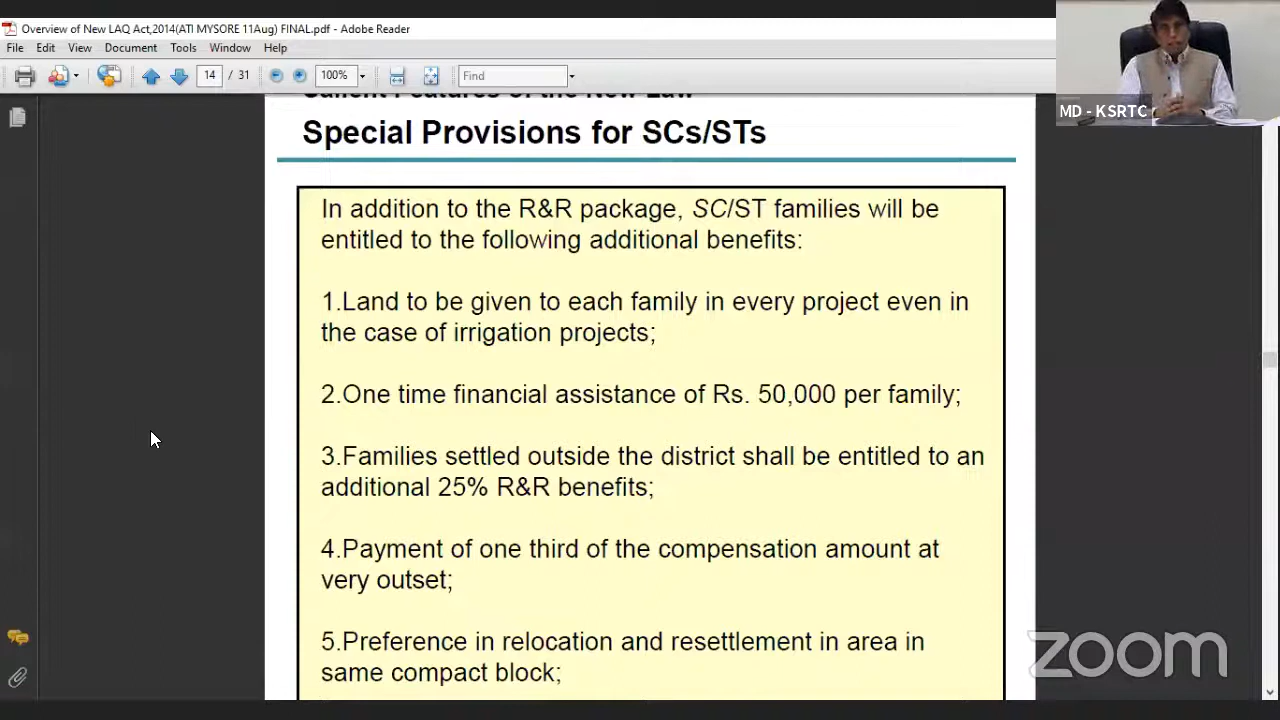 Overview of New LAQ Act,2014(ATI MYSORE 11Aug) FINAL.pdf - Adobe Reader
File Edit View Document Tools Window Help
14 / 31 100% Find
MD - KSRTC
Salient Features of the New Law
Special Provisions for SCs/STs
In addition to the R&R package, SC/ST families will be
entitled to the following additional benefits:
1.Land to be given to each family in every project even in
the case of irrigation projects;
2.One time financial assistance of Rs. 50,000 per family;
3.Families settled outside the district shall be entitled to an
additional 25% R&R benefits;
4.Payment of one third of the compensation amount at
very outset;
5.Preference in relocation and resettlement in area in
same compact block;
zoom